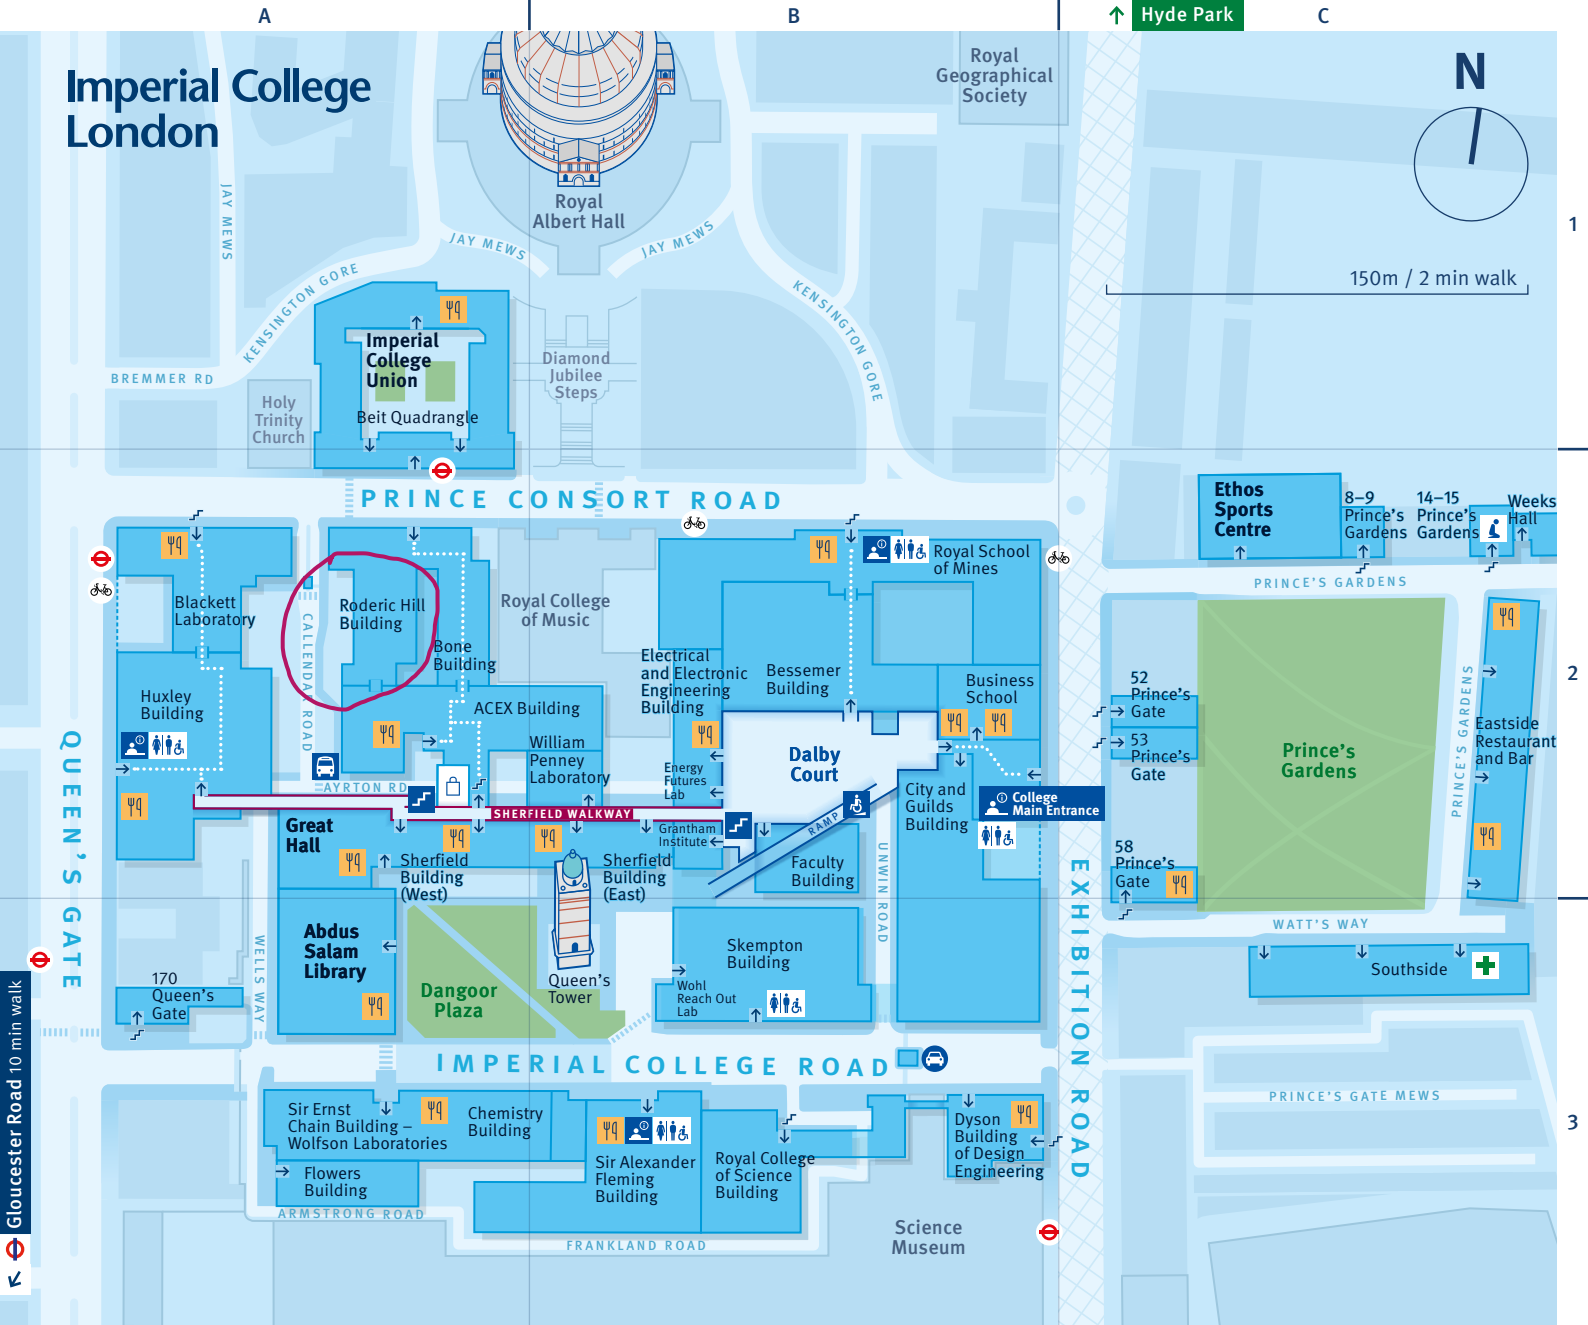 A
B
Hyde Park
C
Imperial College
London
Royal
Geographical
Society
N
JAY MEWS
Royal
Albert Hall
1
JAY MEWS
JAY MEWS
KENSINGTON GORE
KENSINGTON GORE
150m / 2 min walk
Imperial
College
Union
Beit Quadrangle
BREMMER RD
Holy
Trinity
Church
Diamond
Jubilee
Steps
PRINCE CONSORT ROAD
Ethos
Sports
Centre
8–9
Prince's
Gardens
14–15
Prince's
Gardens
Weeks
Hall
Royal School
of Mines
PRINCE'S GARDENS
Blackett
Laboratory
CALLENDAR ROAD
Roderic Hill
Building
Bone
Building
Royal College
of Music
Electrical
and Electronic
Engineering
Building
Bessemer
Building
Business
School
52
Prince's
Gate
53
Prince's
Gate
2
Huxley
Building
ACEX Building
William
Penney
Laboratory
Energy
Futures
Lab
Dalby
Court
Prince's
Gardens
PRINCE'S GARDENS
Eastside
Restaurant
and Bar
QUEEN'S GATE
AYRTON RD
SHERFIELD WALKWAY
City and
Guilds
Building
College
Main Entrance
Great
Hall
Grantham
Institute
RAMP
Sherfield
Building
(West)
Sherfield
Building
(East)
Faculty
Building
UNWIN ROAD
EXHIBITION ROAD
58
Prince's
Gate
WATT'S WAY
Abdus
Salam
Library
WELLS WAY
Skempton
Building
Southside
170
Queen's
Gate
Dangoor
Plaza
Queen's
Tower
Wohl
Reach Out
Lab
Gloucester Road 10 min walk
IMPERIAL COLLEGE ROAD
PRINCE'S GATE MEWS
3
Sir Ernst
Chain Building –
Wolfson Laboratories
Chemistry
Building
Dyson
Building
of Design
Engineering
Flowers
Building
Sir Alexander
Fleming
Building
Royal College
of Science
Building
ARMSTRONG ROAD
FRANKLAND ROAD
Science
Museum